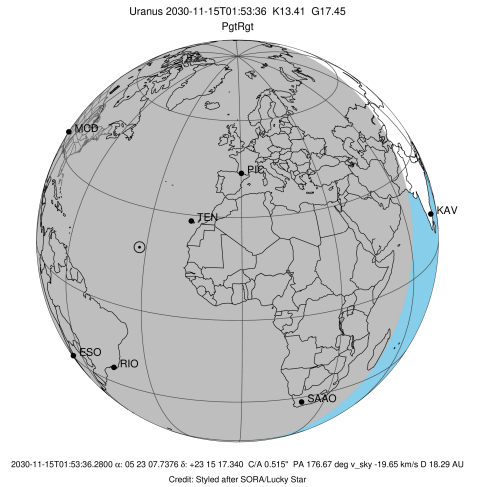 Uranus 2030-11-15T01:53:36 K13.41 G17.45
PgtRgt
MCD
PIC
KAV
TEN
ESO
RIO
SAAO
2030-11-15T01:53:36.2800 α: 05 23 07.7376 δ: +23 15 17.340 C/A 0.515" PA 176.67 deg v_sky -19.65 km/s D 18.29 AU
Credit: Styled after SORA/Lucky Star